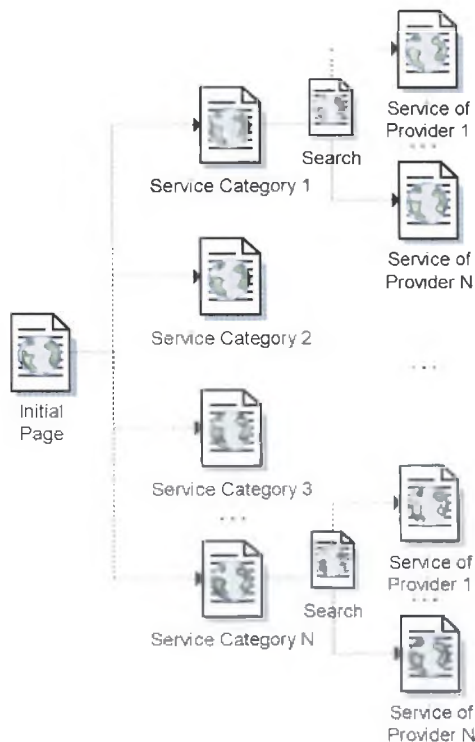 Service of
Provider 1
...
Search
Service Category 1
Service of
Provider N
Service Category 2
...
Initial
Page
Service Category 3
...
Service of
Provider 1
...
Search
Service Category N
Service of
Provider N